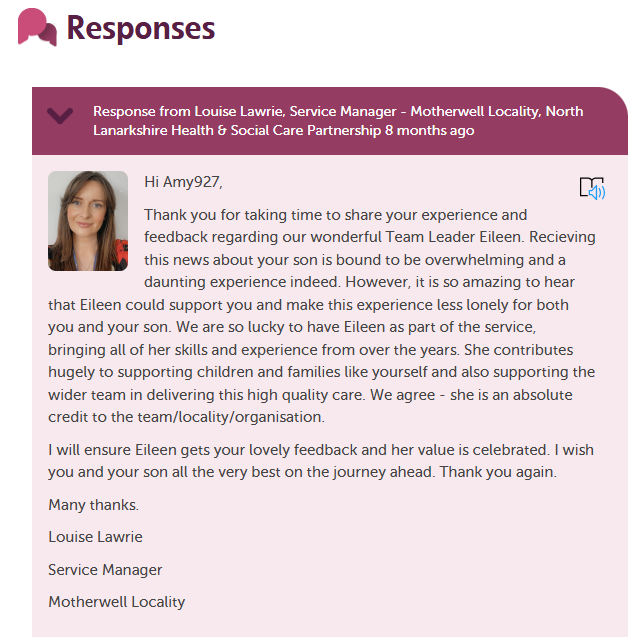 Responses
Response from Louise Lawrie, Service Manager - Motherwell Locality, North
Lanarkshire Health & Social Care Partnership 8 months ago
Hi Amy927,
Thank you for taking time to share your experience and
feedback regarding our wonderful Team Leader Eileen. Recieving
this news about your son is bound to be overwhelming and a
daunting experience indeed. However, it is so amazing to hear
that Eileen could support you and make this experience less lonely for both
you and your son. We are so lucky to have Eileen as part of the service,
bringing all of her skills and experience from over the years. She contributes
hugely to supporting children and families like yourself and also supporting the
wider team in delivering this high quality care. We agree - she is an absolute
credit to the team/locality/organisation.
I will ensure Eileen gets your lovely feedback and her value is celebrated. I wish
you and your son all the very best on the journey ahead. Thank you again.
Many thanks.
Louise Lawrie
Service Manager
Motherwell Locality